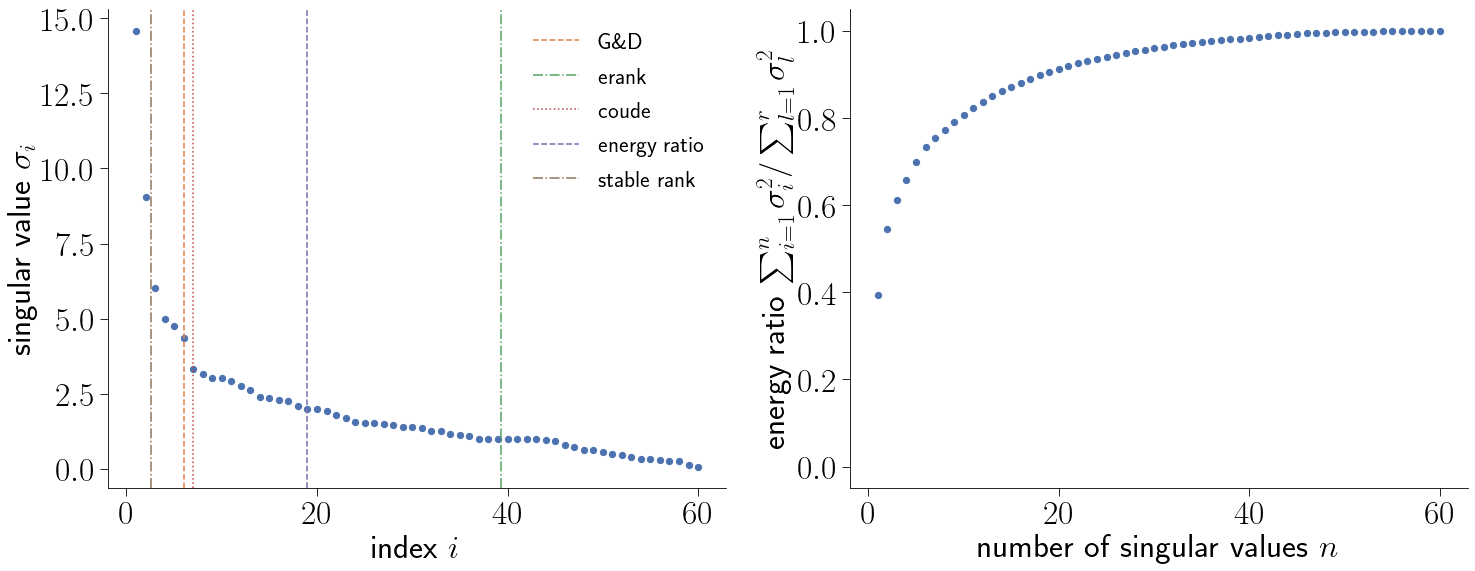 15.0
12.5
10.0
7.5
5.0
2.5
0.0
singular value σ_i
0 20 40 60
index i
G&D
erank
coude
energy ratio
stable rank
1.0
0.8
0.6
0.4
0.2
0.0
energy ratio ∑_{i=1}^{n} σ_i^2 / ∑_{l=1}^{r} σ_l^2
0 20 40 60
number of singular values n